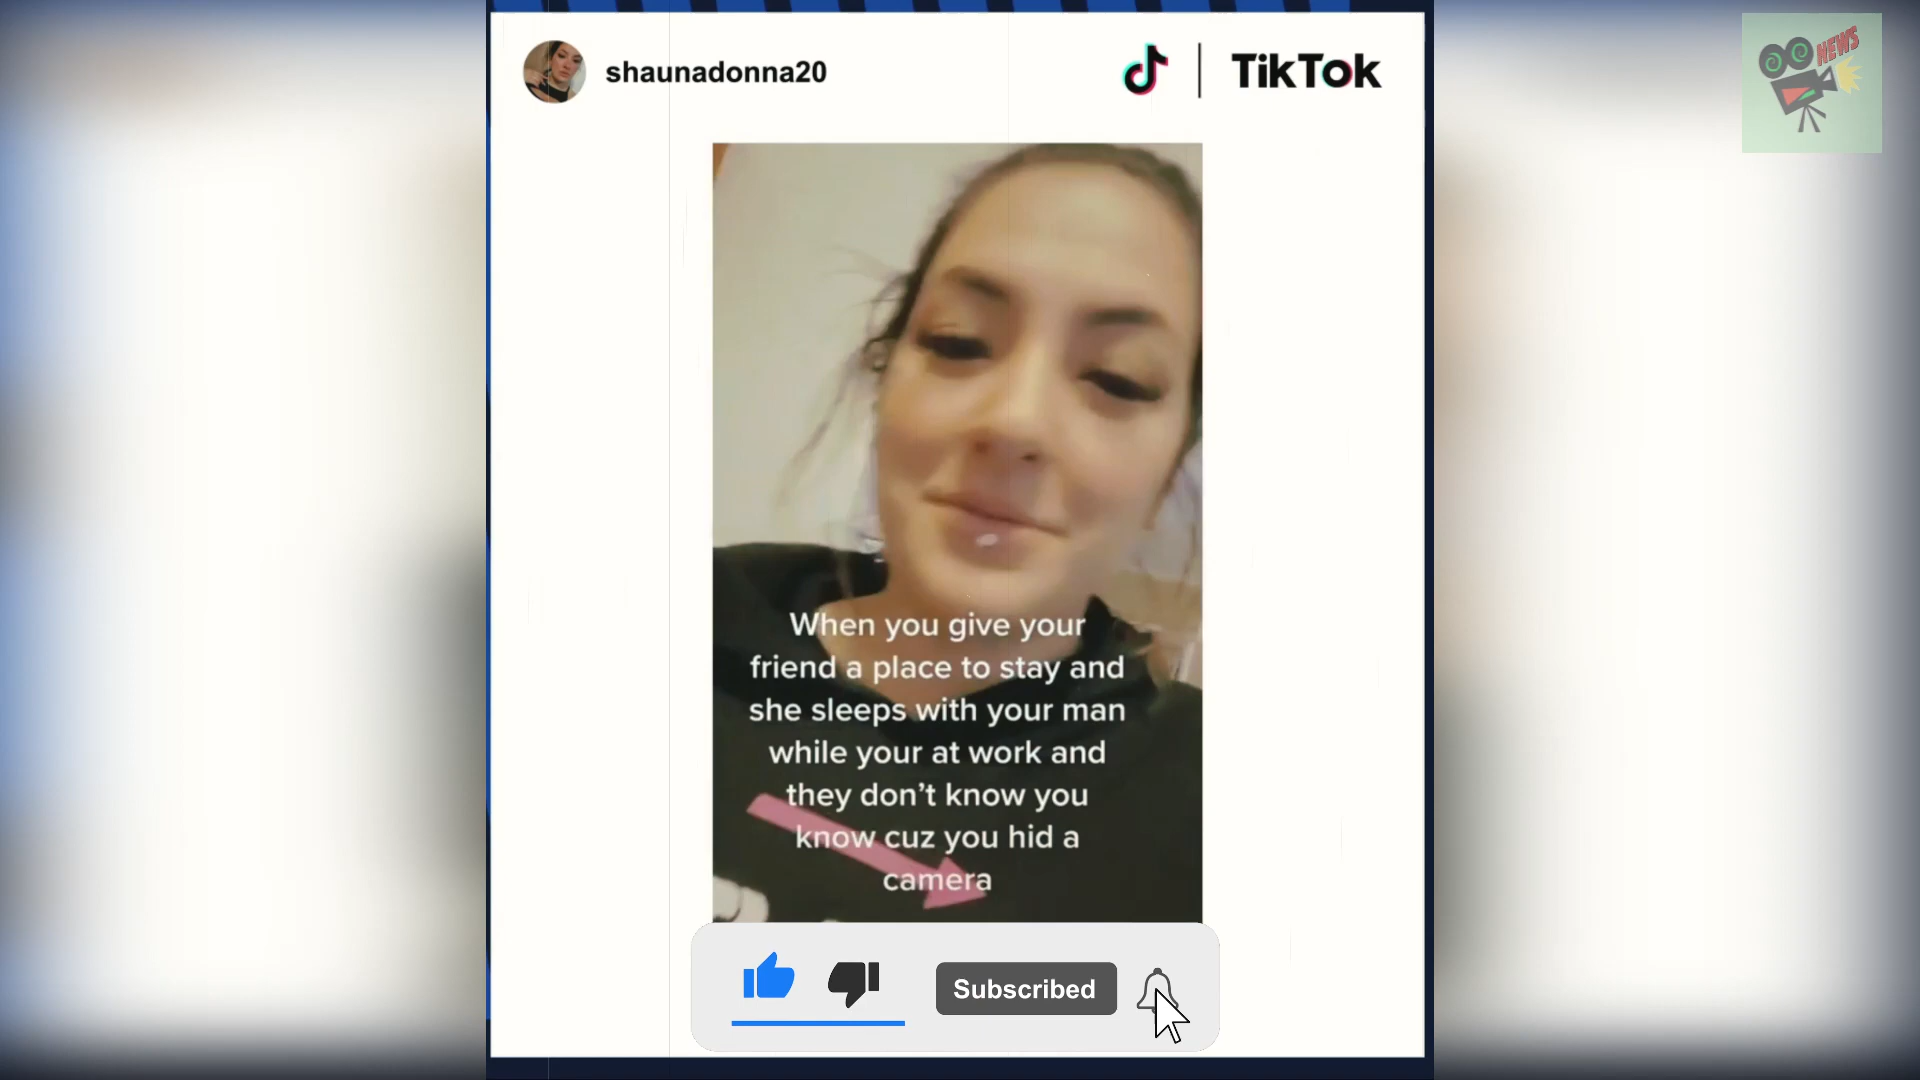 shaunadonna20
TikTok
NEWS
When you give your
friend a place to stay and
she sleeps with your man
while your at work and
they don't know you
know cuz you hid a
camera
Subscribed